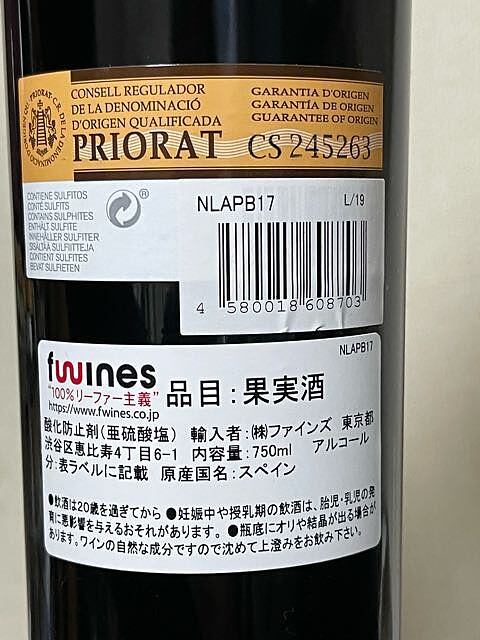 CONSELL REGULADOR
DE LA DENOMINACIÓ
D'ORIGEN QUALIFICADA
PRIORAT
GARANTIA D'ORIGEN
GARANTÍA DE ORIGEN
GUARANTEE OF ORIGEN
CS 245263
CONTIENE SULFITOS
CONTÉ SULFITS
CONTAINS SULPHITES
ENTHÄLT SULFITE
INNEHÅLLER SULFITER
SISÄLTÄÄ SULFIITTEJA
CONTIENT SULFITES
BEVAT SULFIETEN
®
NLAPB17 L/19
4 580018 608703
NLAPB17
fwines
"100%リーファー主義"
https://www.fwines.co.jp
品目:果実酒
酸化防止剤(亜硫酸塩) 輸入者:㈱ファインズ 東京都
渋谷区恵比寿4丁目6-1 内容量:750ml アルコール
分:表ラベルに記載 原産国名:スペイン
●飲酒は20歳を過ぎてから ●妊娠中や授乳期の飲酒は、胎児・乳児の発
育に悪影響を与えるおそれがあります。 ●瓶底にオリや結晶が出る場合が
あります。ワインの自然な成分ですので沈めて上澄みをお飲み下さい。